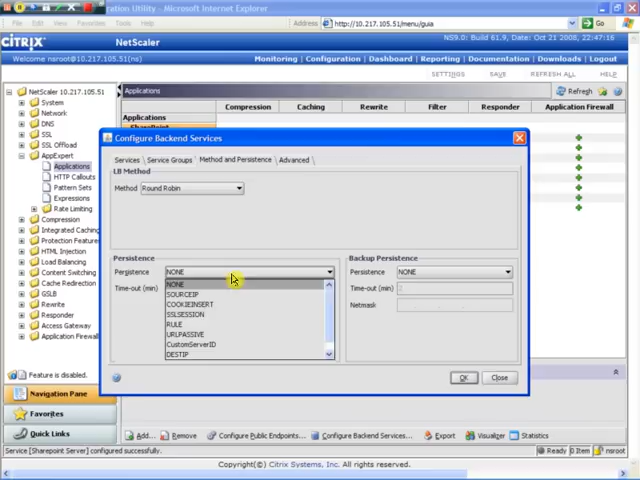 ration Utility - Microsoft Internet Explorer
File Edit View Favorites Tools Help
Address http://10.217.105.51/menu/guia Go
CITRIX NetScaler NS9.0: Build 61.9, Oct 21 2008, 22:47:16
Welcome nsroot@10.217.105.51(ns) Monitoring | Configuration | Dashboard | Reporting | Documentation | Downloads | Logout
SETTINGS SAVE REFRESH ALL HELP
NetScaler 10.217.105.51
System
Network
DNS
SSL
SSL Offload
AppExpert
Applications
HTTP Callouts
Pattern Sets
Expressions
Rate Limiting
Compression
Integrated Caching
Protection Features
HTML Injection
Load Balancing
Content Switching
Cache Redirection
GSLB
Rewrite
Responder
Access Gateway
Application Firewall
Feature is disabled.
Navigation Pane
Favorites
Quick Links
Applications Refresh
Compression Caching Rewrite Filter Responder Application Firewall
Applications
SharePoint
Configure Backend Services
Services Service Groups Method and Persistence Advanced
LB Method
Method Round Robin
Persistence
Persistence NONE
Time-out (min)
NONE
SOURCEIP
COOKIEINSERT
SSLSESSION
RULE
URLPASSIVE
CustomServerID
DESTIP
Backup Persistence
Persistence NONE
Time-out (min) 2
Netmask
OK Close
Add... Remove Configure Public Endpoints... Configure Backend Services... Export Visualizer Statistics
Service [Sharepoint Server] configured successfully. Ready 0 Item nsroot
Copyright(C) Citrix Systems, Inc. All rights reserved.